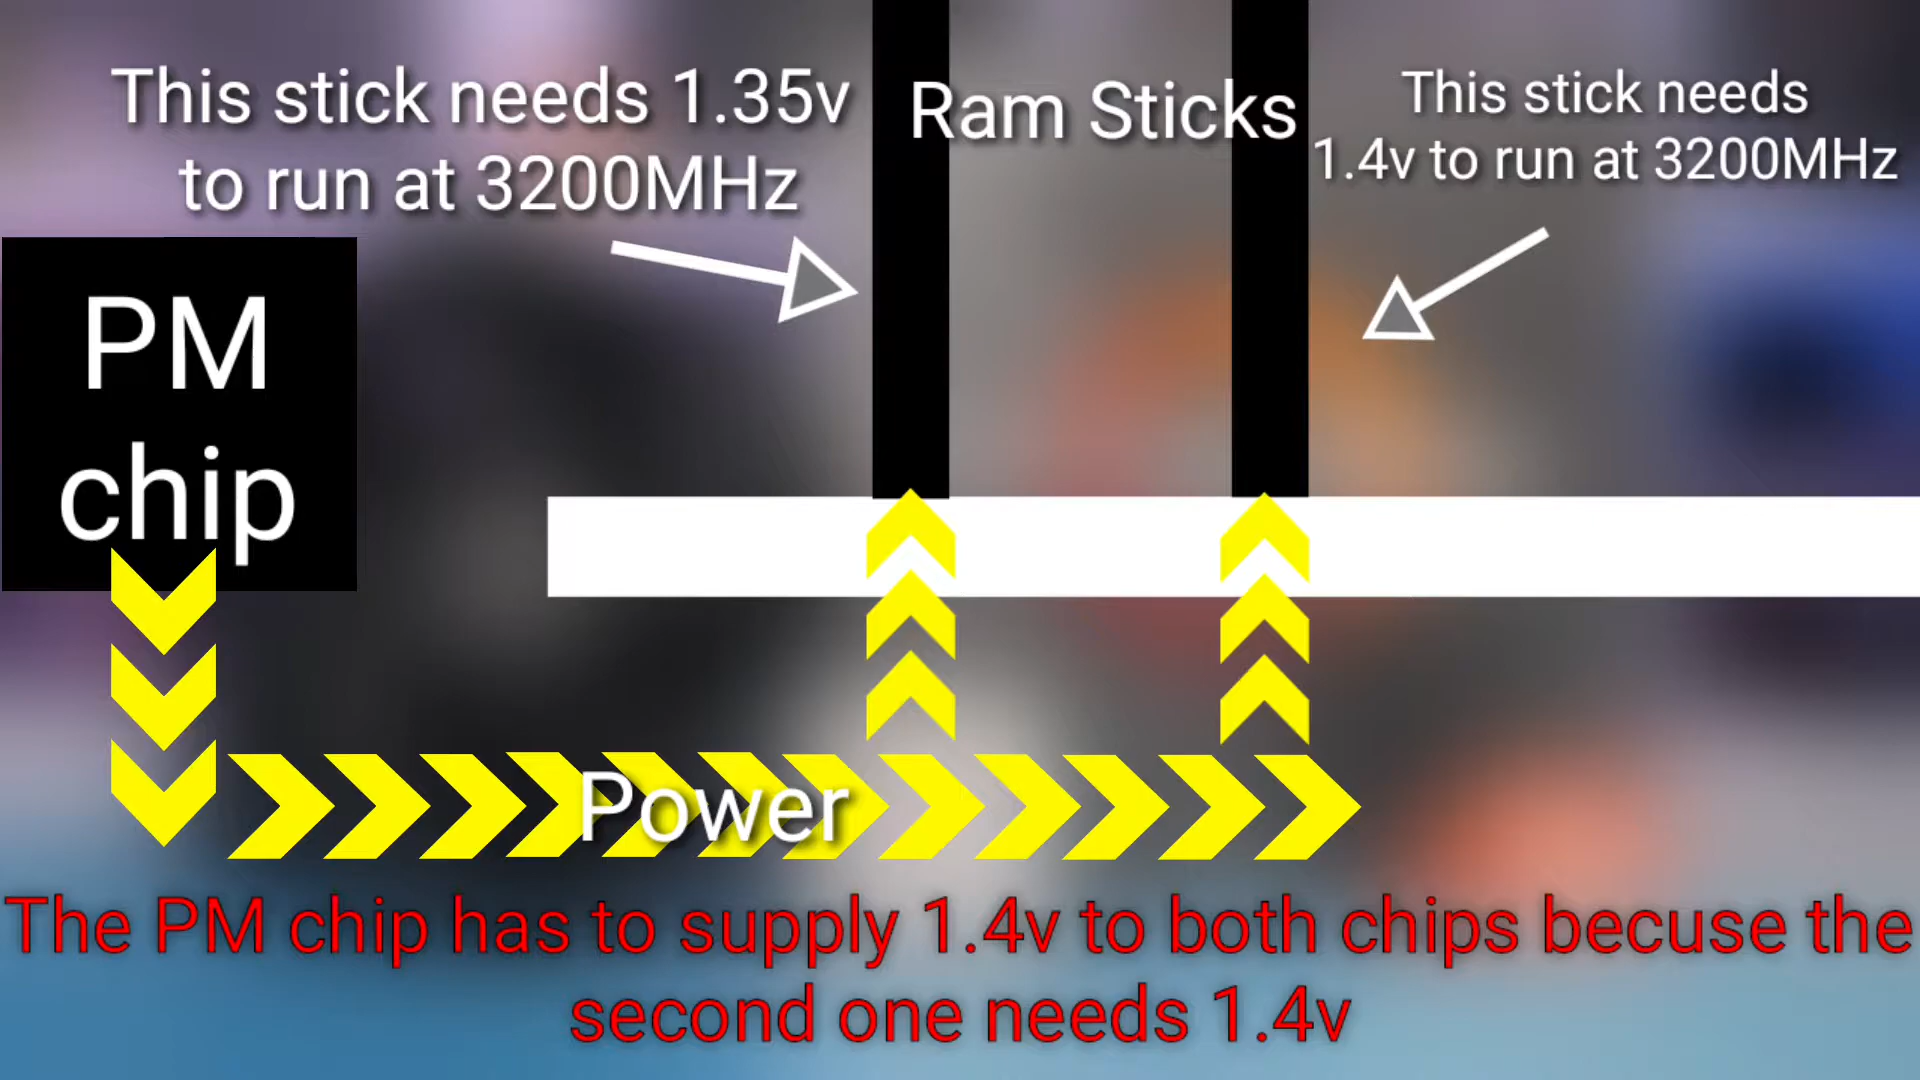 This stick needs 1.35v
to run at 3200MHz
Ram Sticks
This stick needs
1.4v to run at 3200MHz
PM
chip
Power
The PM chip has to supply 1.4v to both chips becuse the
second one needs 1.4v